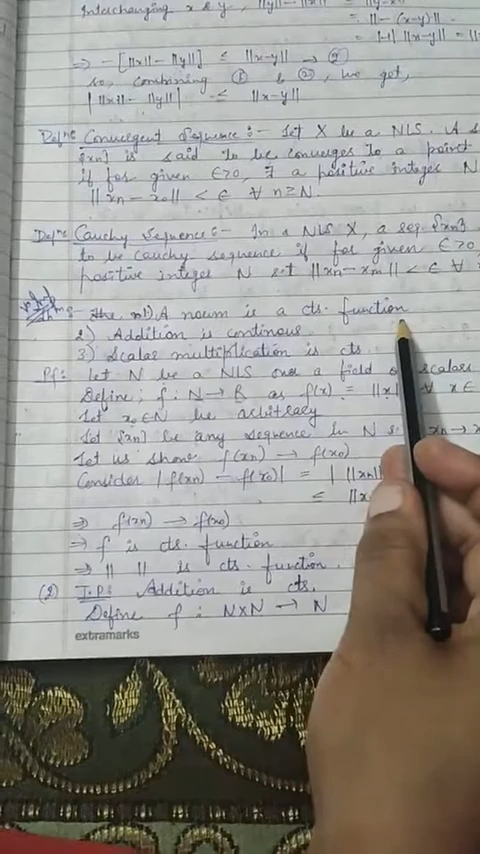 Interchanging x & y, ||y|| - ||x|| ≤ ||y-x||
= ||-(x-y)||
= |-1| ||x-y|| = ||
⇒ -[||x|| - ||y||] ≤ ||x-y|| → ②
so, combining ① & ②, we get,
| ||x|| - ||y|| | ≤ ||x-y||
Defn: Convergent Sequence:- Let X be a NLS. A s
{xn} is said to be converges to a point
if for given ϵ>0, ∃ a positive integer N
||xn - x0|| < ϵ ∀ n≥N
Defn: Cauchy Sequence:- In a NLS X, a seq. {xn}
to be Cauchy sequence if for given ϵ>0
positive integer N s.t ||xn - xm|| < ϵ ∀
Thm: 1) A norm is a cts. function
2) Addition is continous
3) Scalar multiplication is cts.
Pf: Let N be a NLS over a field of scalars
Define; f: N→R as f(x) = ||x|| ∀ x ∈
Let x0∈N be arbitrary
Let {xn} be any sequence in N s. xn→x
Let us show f(xn) → f(x0)
Consider |f(xn) - f(x0)| = | ||xn||
≤ ||x
⇒ f(xn) → f(x0)
⇒ f is cts. function
⇒ || || is cts. function.
(2) T.P: Addition is cts.
Define f: N×N → N
extramarks